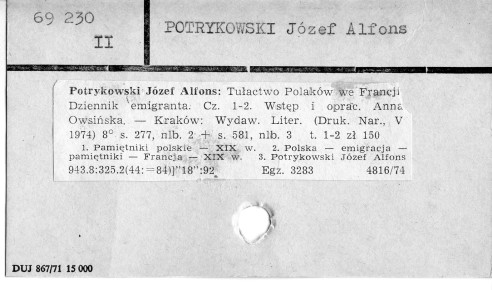 69 230
II
POTRYKOWSKI Józef Alfons
Potrykowski Józef Alfons: Tułactwo Polaków we Francji
Dziennik emigranta. Cz. 1-2. Wstęp i oprac. Anna
Owsińska. — Kraków: Wydaw. Liter. (Druk. Nar., V
1974) 8° s. 277, nlb. 2 + s. 581, nlb. 3 t. 1-2 zł 150
1. Pamiętniki polskie — XIX w. 2. Polska — emigracja —
pamiętniki — Francja — XIX w. 3. Potrykowski Józef Alfons
943.8:325.2(44:=84)]"18":92 Egz. 3283 4816/74
DUJ 867/71 15 000